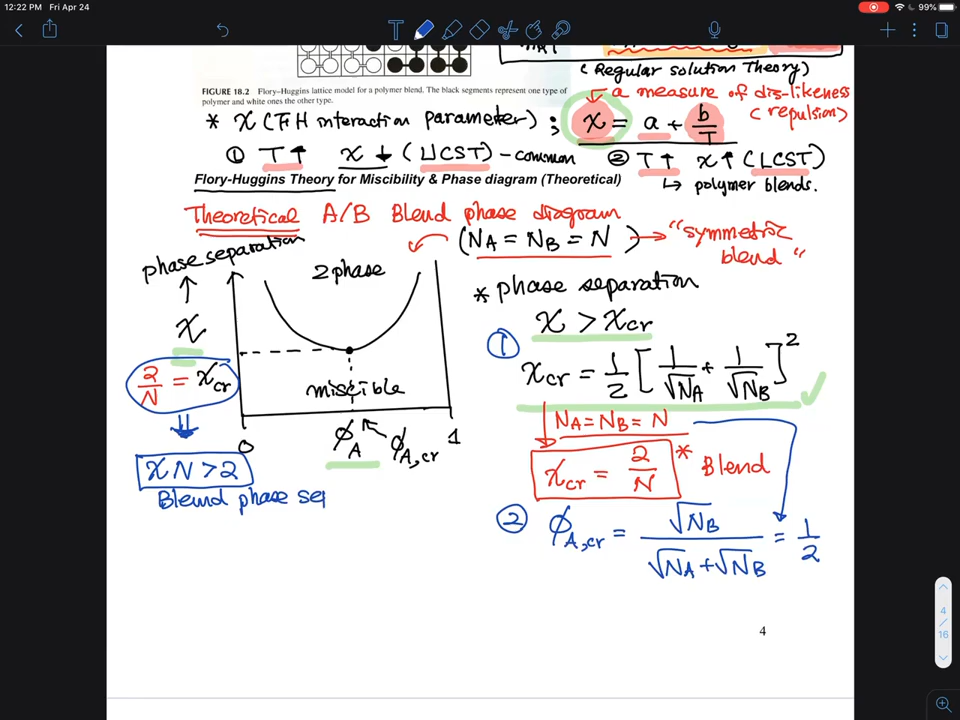 12:22 PM Fri Apr 24
99%
(Regular solution Theory)
FIGURE 18.2 Flory–Huggins lattice model for a polymer blend. The black segments represent one type of
polymer and white ones the other type.
a measure of dis-likeness
(repulsion)
* χ (FH interaction parameter) ; χ = a + b/T
① T↑ χ↓ (UCST) – common
② T↑ χ↑ (LCST)
↳ polymer blends.
Flory-Huggins Theory for Miscibility & Phase diagram (Theoretical)
Theoretical A/B Blend phase diagram
(NA = NB = N) → "symmetric
blend"
phase separation
↑
χ
2 phase
2/N = χcr
miscible
0
ϕA
ϕA,cr
1
χN > 2
Blend phase sep
* phase separation
χ > χcr
① χcr = 1/2 [ 1/√NA + 1/√NB ]²
NA = NB = N
χcr = 2/N * Blend
② ϕA,cr = √NB / (√NA + √NB) = 1/2
4
4
/
16